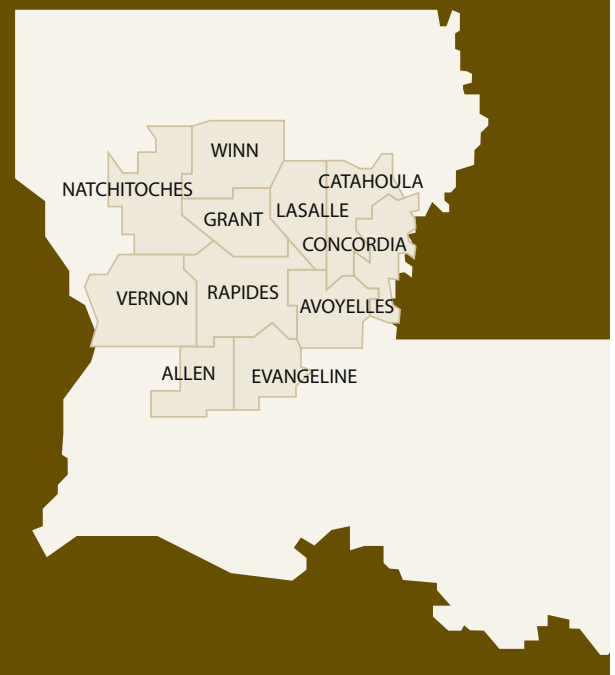 WINN
CATAHOULA
NATCHITOCHES
LASALLE
GRANT
CONCORDIA
RAPIDES
VERNON
AVOYELLES
ALLEN
EVANGELINE